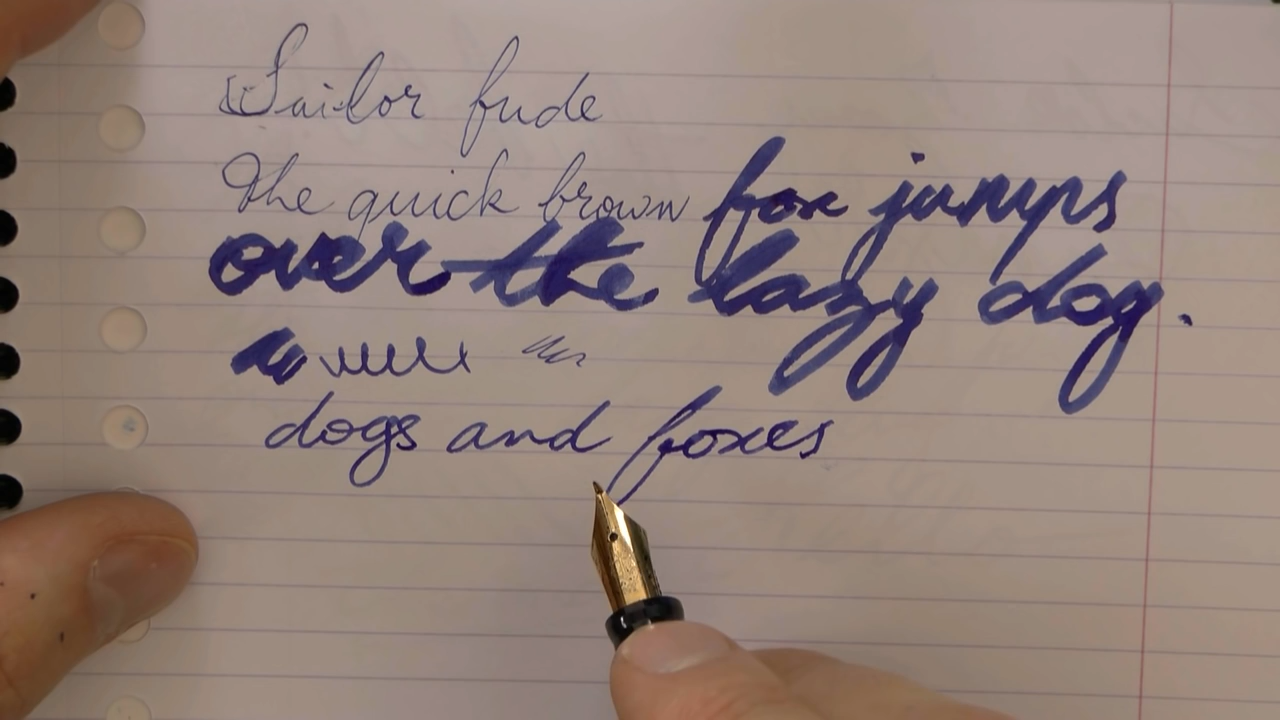 Sailor fude
The quick brown fox jumps
over the lazy dog.
dogs and foxes